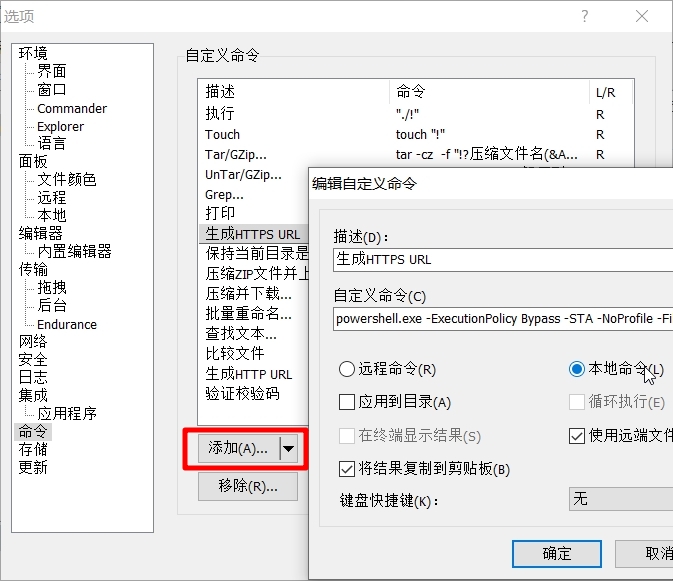 选项
环境
界面
窗口
Commander
Explorer
语言
面板
文件颜色
远程
本地
编辑器
内置编辑器
传输
拖拽
后台
Endurance
网络
安全
日志
集成
应用程序
命令
存储
更新
自定义命令
描述 命令 L/R
执行 "./!" R
Touch touch "!" R
Tar/GZip... tar -cz -f "!?压缩文件名(&A... R
UnTar/GZip...
Grep...
打印
生成HTTPS URL
保持当前目录是
压缩ZIP文件并上
压缩并下载...
批量重命名...
查找文本...
比较文件
生成HTTP URL
验证校验码
添加(A)...
移除(R)...
编辑自定义命令
描述(D):
生成HTTPS URL
自定义命令(C)
powershell.exe -ExecutionPolicy Bypass -STA -NoProfile -Fi
远程命令(R) 本地命令(L)
应用到目录(A) 循环执行(E)
在终端显示结果(S) 使用远端文件
将结果复制到剪贴板(B)
键盘快捷键(K): 无
确定 取消